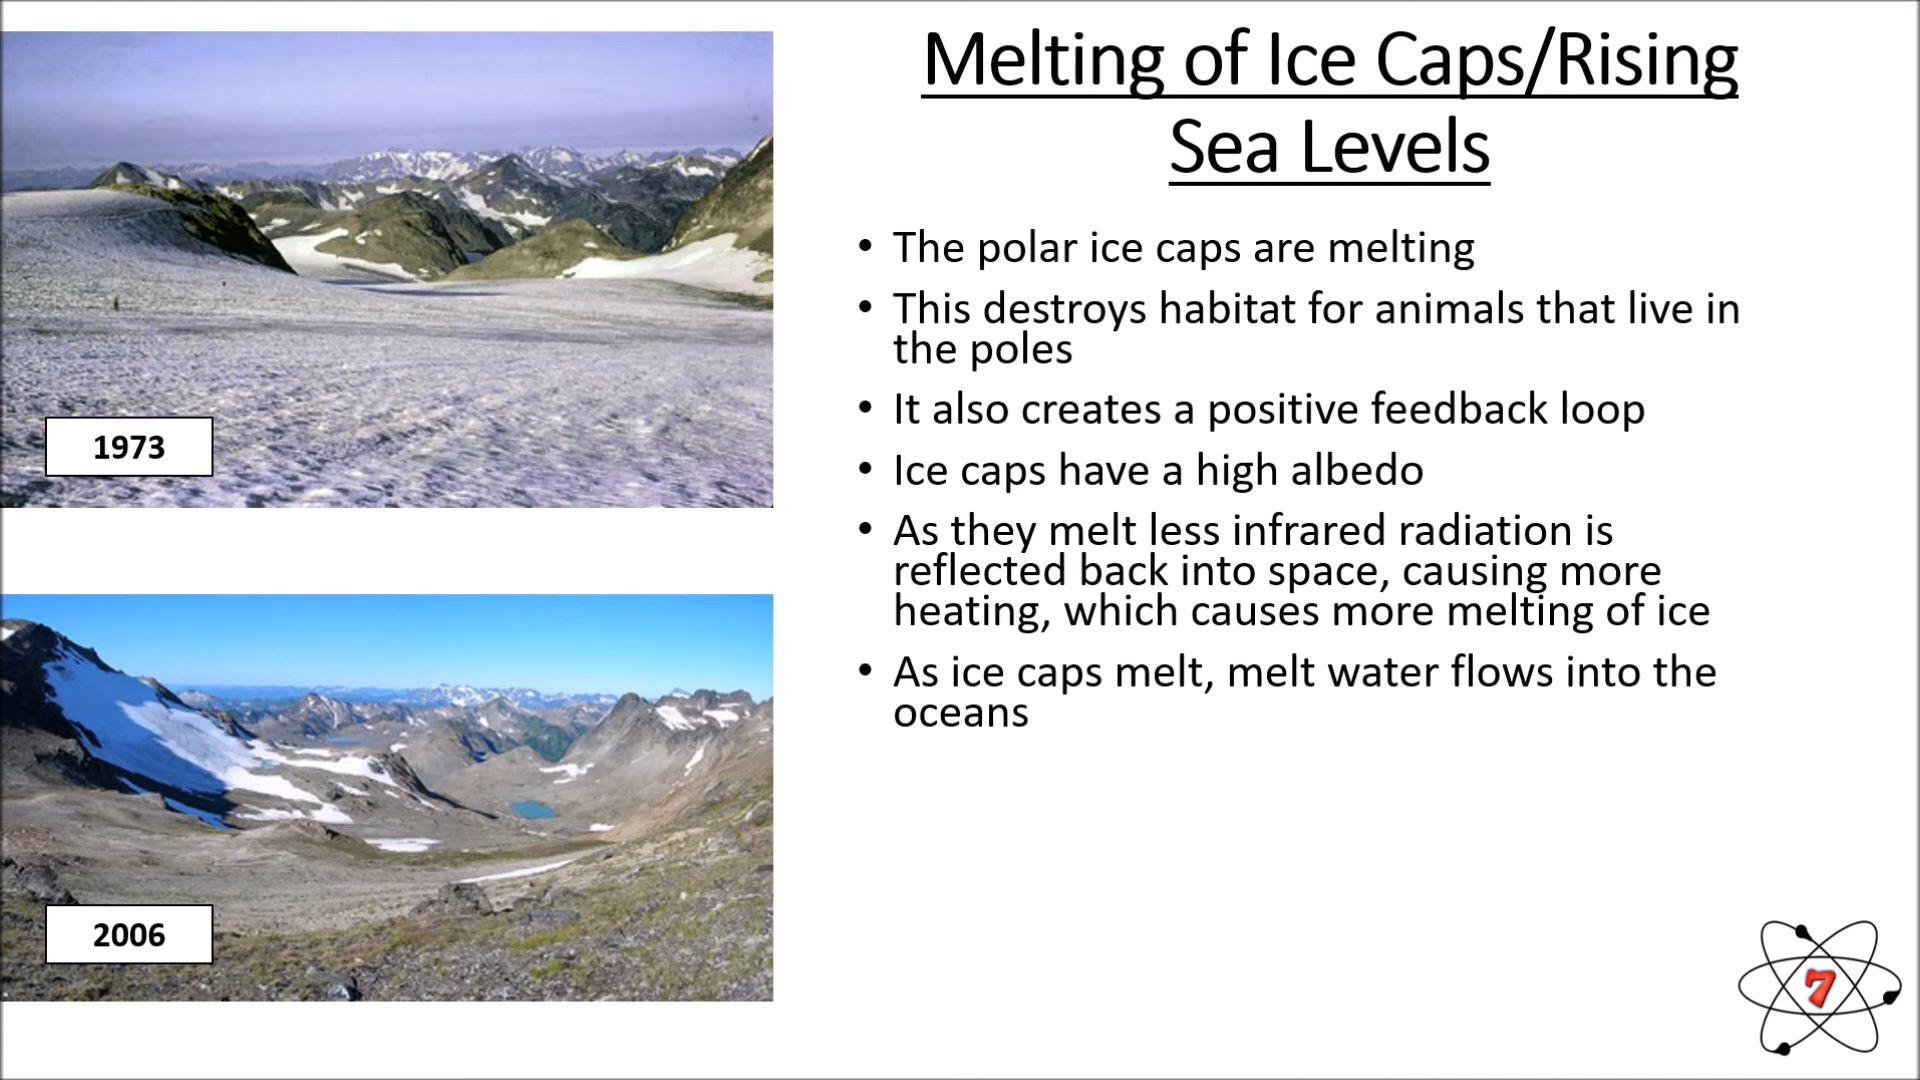 Melting of Ice Caps/Rising
Sea Levels
• The polar ice caps are melting
• This destroys habitat for animals that live in
the poles
• It also creates a positive feedback loop
• Ice caps have a high albedo
• As they melt less infrared radiation is
reflected back into space, causing more
heating, which causes more melting of ice
• As ice caps melt, melt water flows into the
oceans
1973
2006
7